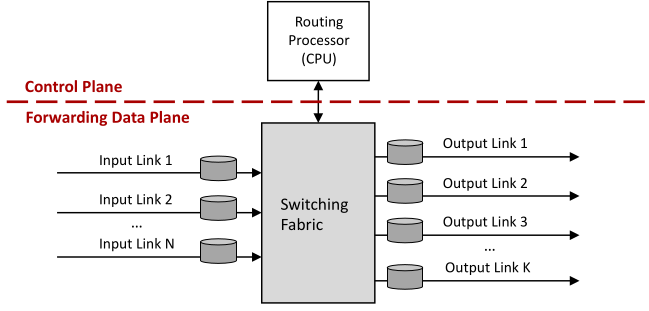 Routing
Processor
(CPU)
Control Plane
Forwarding Data Plane
Input Link 1
Input Link 2
...
Input Link N
Switching
Fabric
Output Link 1
Output Link 2
Output Link 3
...
Output Link K